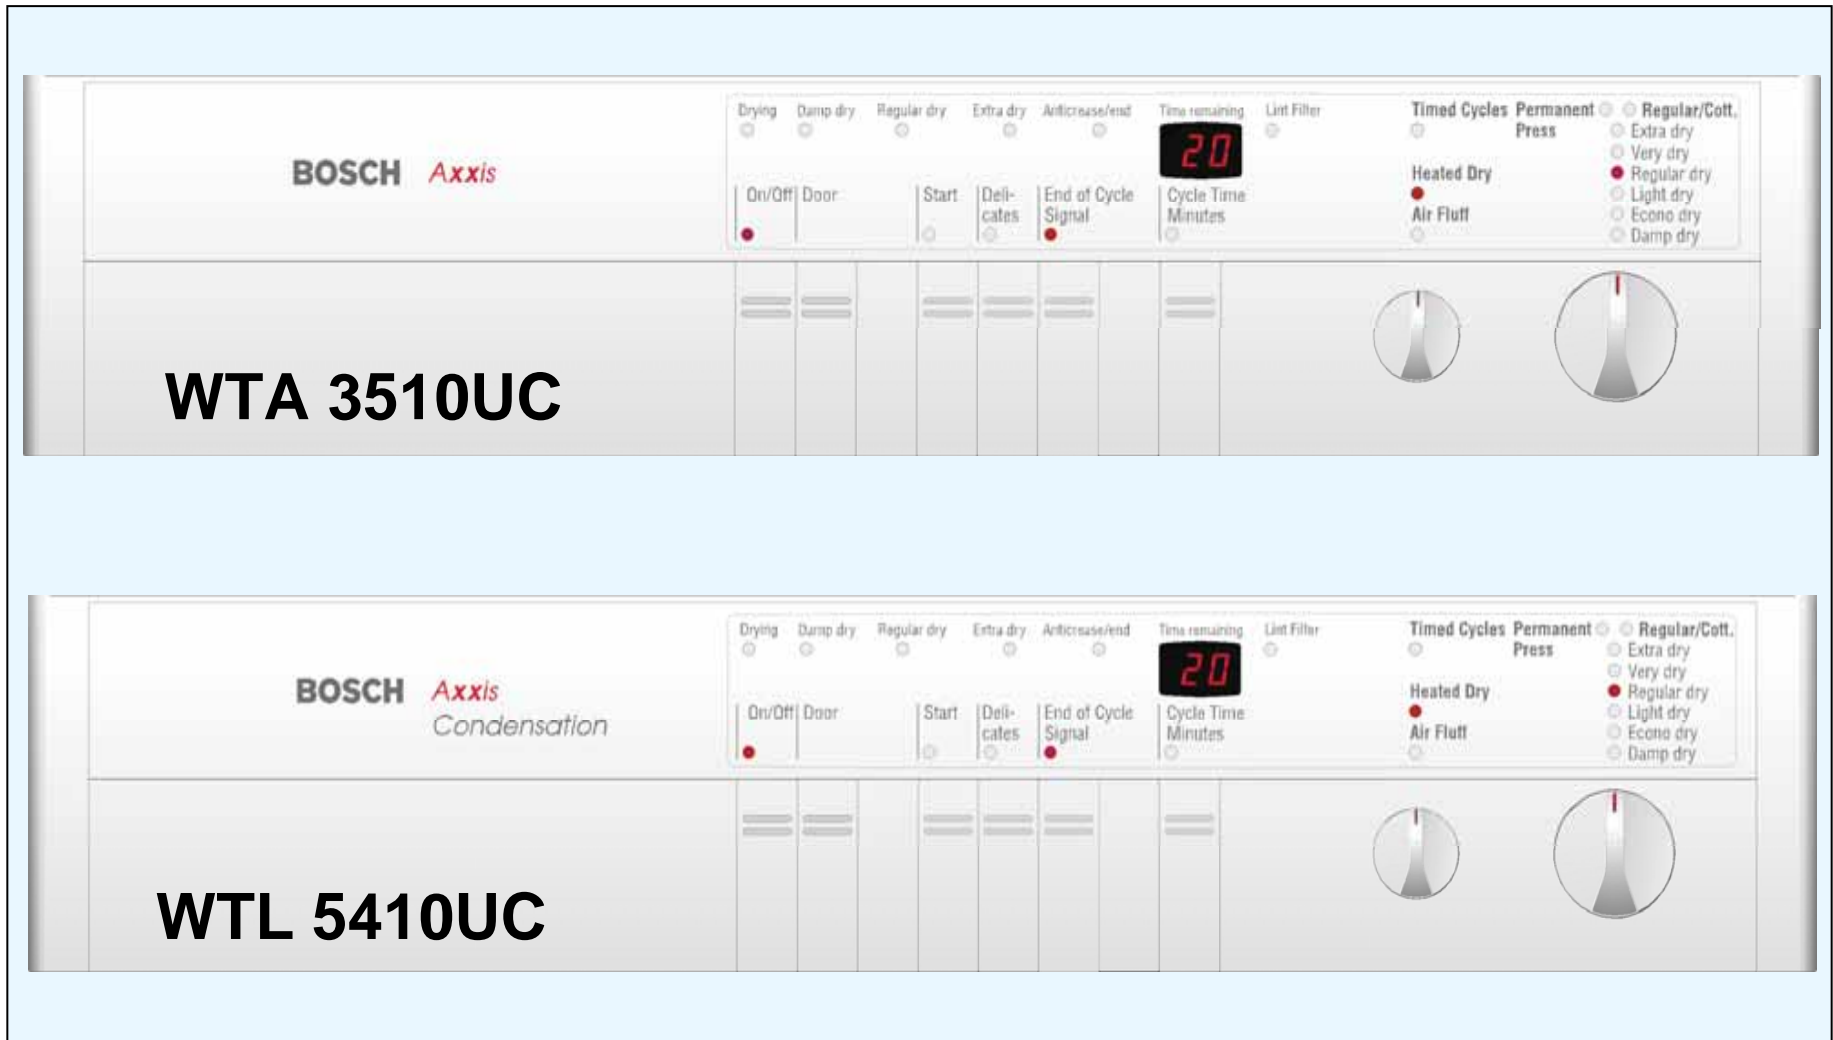 Drying Damp dry Regular dry Extra dry Anticrease/end Time remaining Lint Filter Timed Cycles Permanent Press Regular/Cott.
Extra dry
Very dry
BOSCH Axxis 20 Heated Dry Regular dry
On/Off Door Start Deli-cates End of Cycle Signal Cycle Time Minutes Light dry
Air Fluff Econo dry
Damp dry
WTA 3510UC
Drying Damp dry Regular dry Extra dry Anticrease/end Time remaining Lint Filter Timed Cycles Permanent Press Regular/Cott.
Extra dry
Very dry
BOSCH Axxis 20 Heated Dry Regular dry
Condensation On/Off Door Start Deli-cates End of Cycle Signal Cycle Time Minutes Light dry
Air Fluff Econo dry
Damp dry
WTL 5410UC